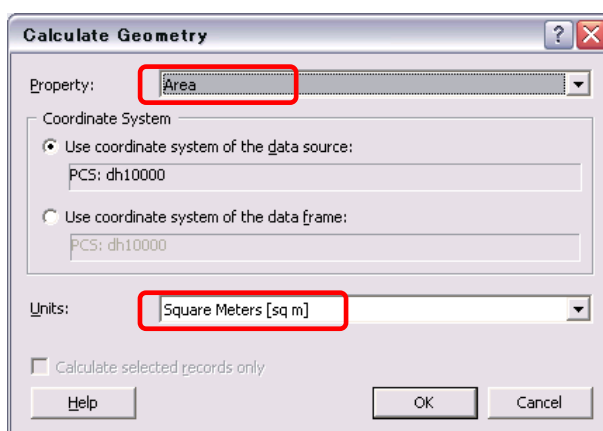 Calculate Geometry
Property: Area
Coordinate System
Use coordinate system of the data source:
PCS: dh10000
Use coordinate system of the data frame:
PCS: dh10000
Units: Square Meters [sq m]
Calculate selected records only
Help OK Cancel